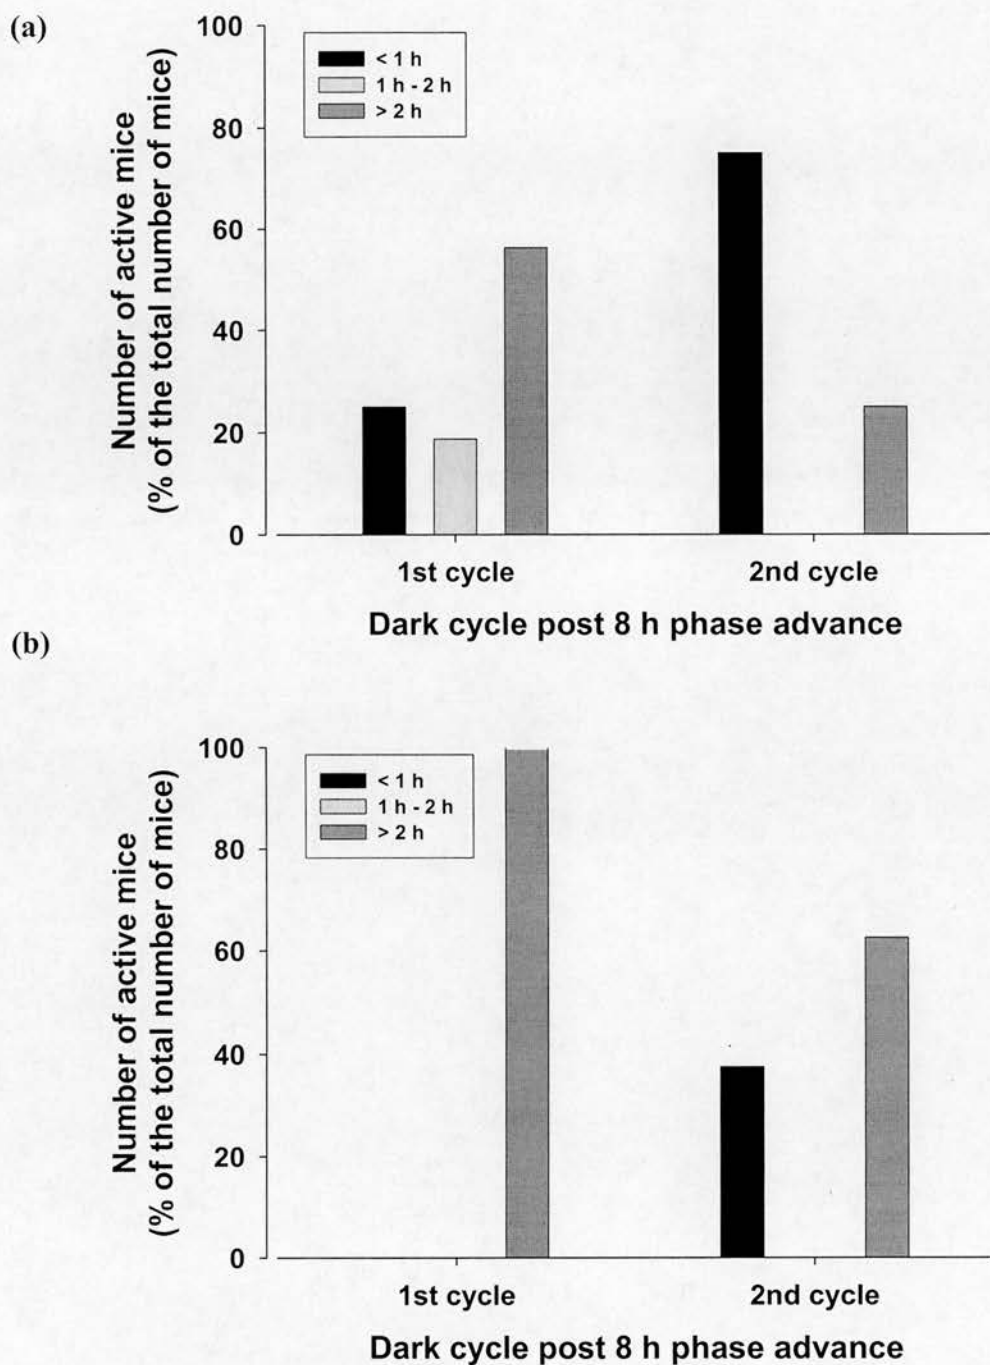 (a)
Number of active mice
(% of the total number of mice)
100
80
60
40
20
0
< 1 h
1 h - 2 h
> 2 h
1st cycle 2nd cycle
Dark cycle post 8 h phase advance
(b)
Number of active mice
(% of the total number of mice)
100
80
60
40
20
0
< 1 h
1 h - 2 h
> 2 h
1st cycle 2nd cycle
Dark cycle post 8 h phase advance